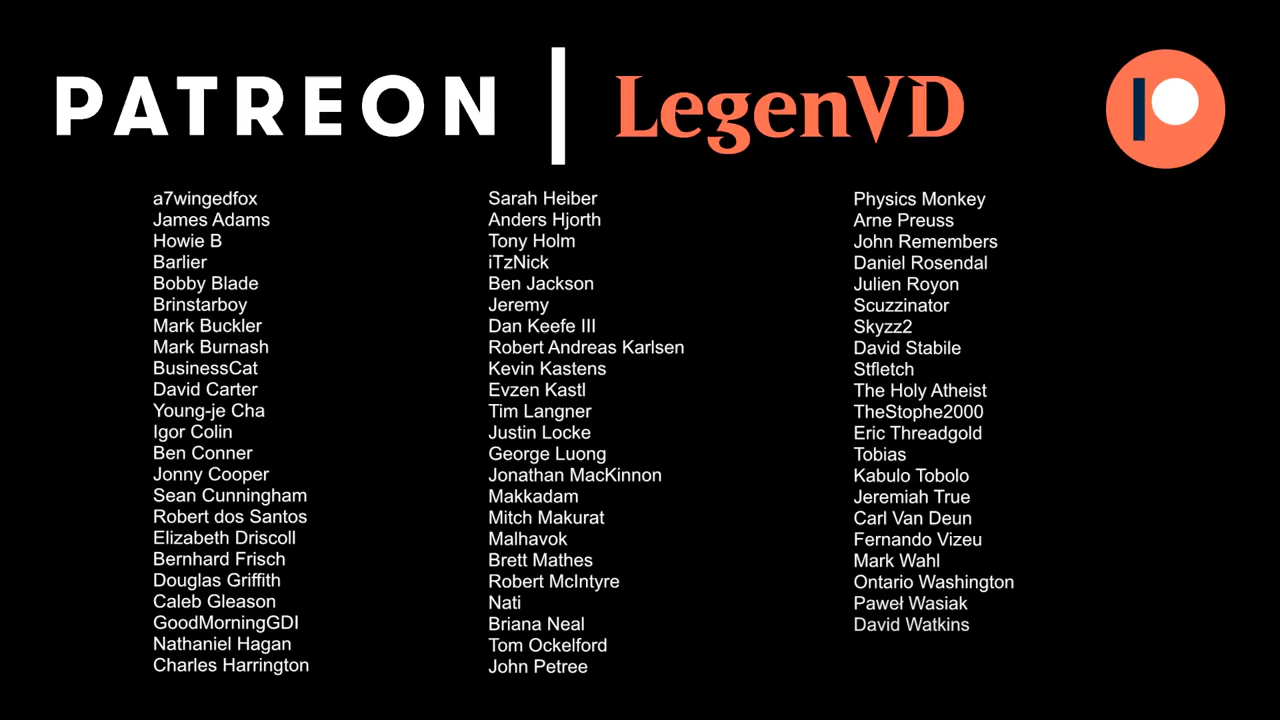 PATREON | LegenVD
a7wingedfox
James Adams
Howie B
Barlier
Bobby Blade
Brinstarboy
Mark Buckler
Mark Burnash
BusinessCat
David Carter
Young-je Cha
Igor Colin
Ben Conner
Jonny Cooper
Sean Cunningham
Robert dos Santos
Elizabeth Driscoll
Bernhard Frisch
Douglas Griffith
Caleb Gleason
GoodMorningGDI
Nathaniel Hagan
Charles Harrington
Sarah Heiber
Anders Hjorth
Tony Holm
iTzNick
Ben Jackson
Jeremy
Dan Keefe III
Robert Andreas Karlsen
Kevin Kastens
Evzen Kastl
Tim Langner
Justin Locke
George Luong
Jonathan MacKinnon
Makkadam
Mitch Makurat
Malhavok
Brett Mathes
Robert McIntyre
Nati
Briana Neal
Tom Ockelford
John Petree
Physics Monkey
Arne Preuss
John Remembers
Daniel Rosendal
Julien Royon
Scuzzinator
Skyzz2
David Stabile
Stfletch
The Holy Atheist
TheStophe2000
Eric Threadgold
Tobias
Kabulo Tobolo
Jeremiah True
Carl Van Deun
Fernando Vizeu
Mark Wahl
Ontario Washington
Paweł Wasiak
David Watkins